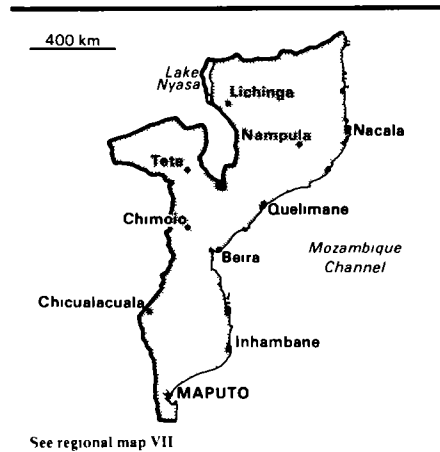 400 km
Lake
Nyasa
Lichinga
Nampula
Nacala
Tete
Quelimane
Chimoio
Beira
Mozambique
Channel
Chicualacuala
Inhambane
MAPUTO
See regional map VII